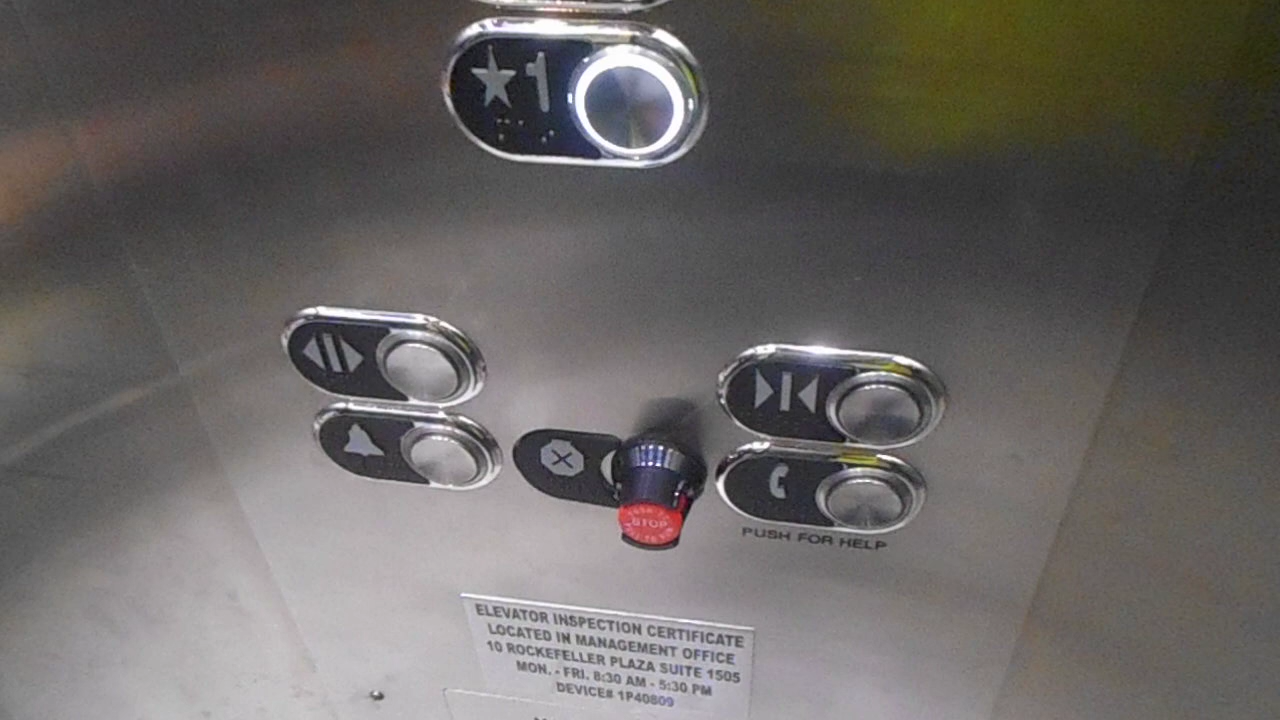 ★1
STOP
PUSH FOR HELP
ELEVATOR INSPECTION CERTIFICATE
LOCATED IN MANAGEMENT OFFICE
10 ROCKEFELLER PLAZA SUITE 1505
MON. - FRI. 8:30 AM - 5:30 PM
DEVICE# 1P40809